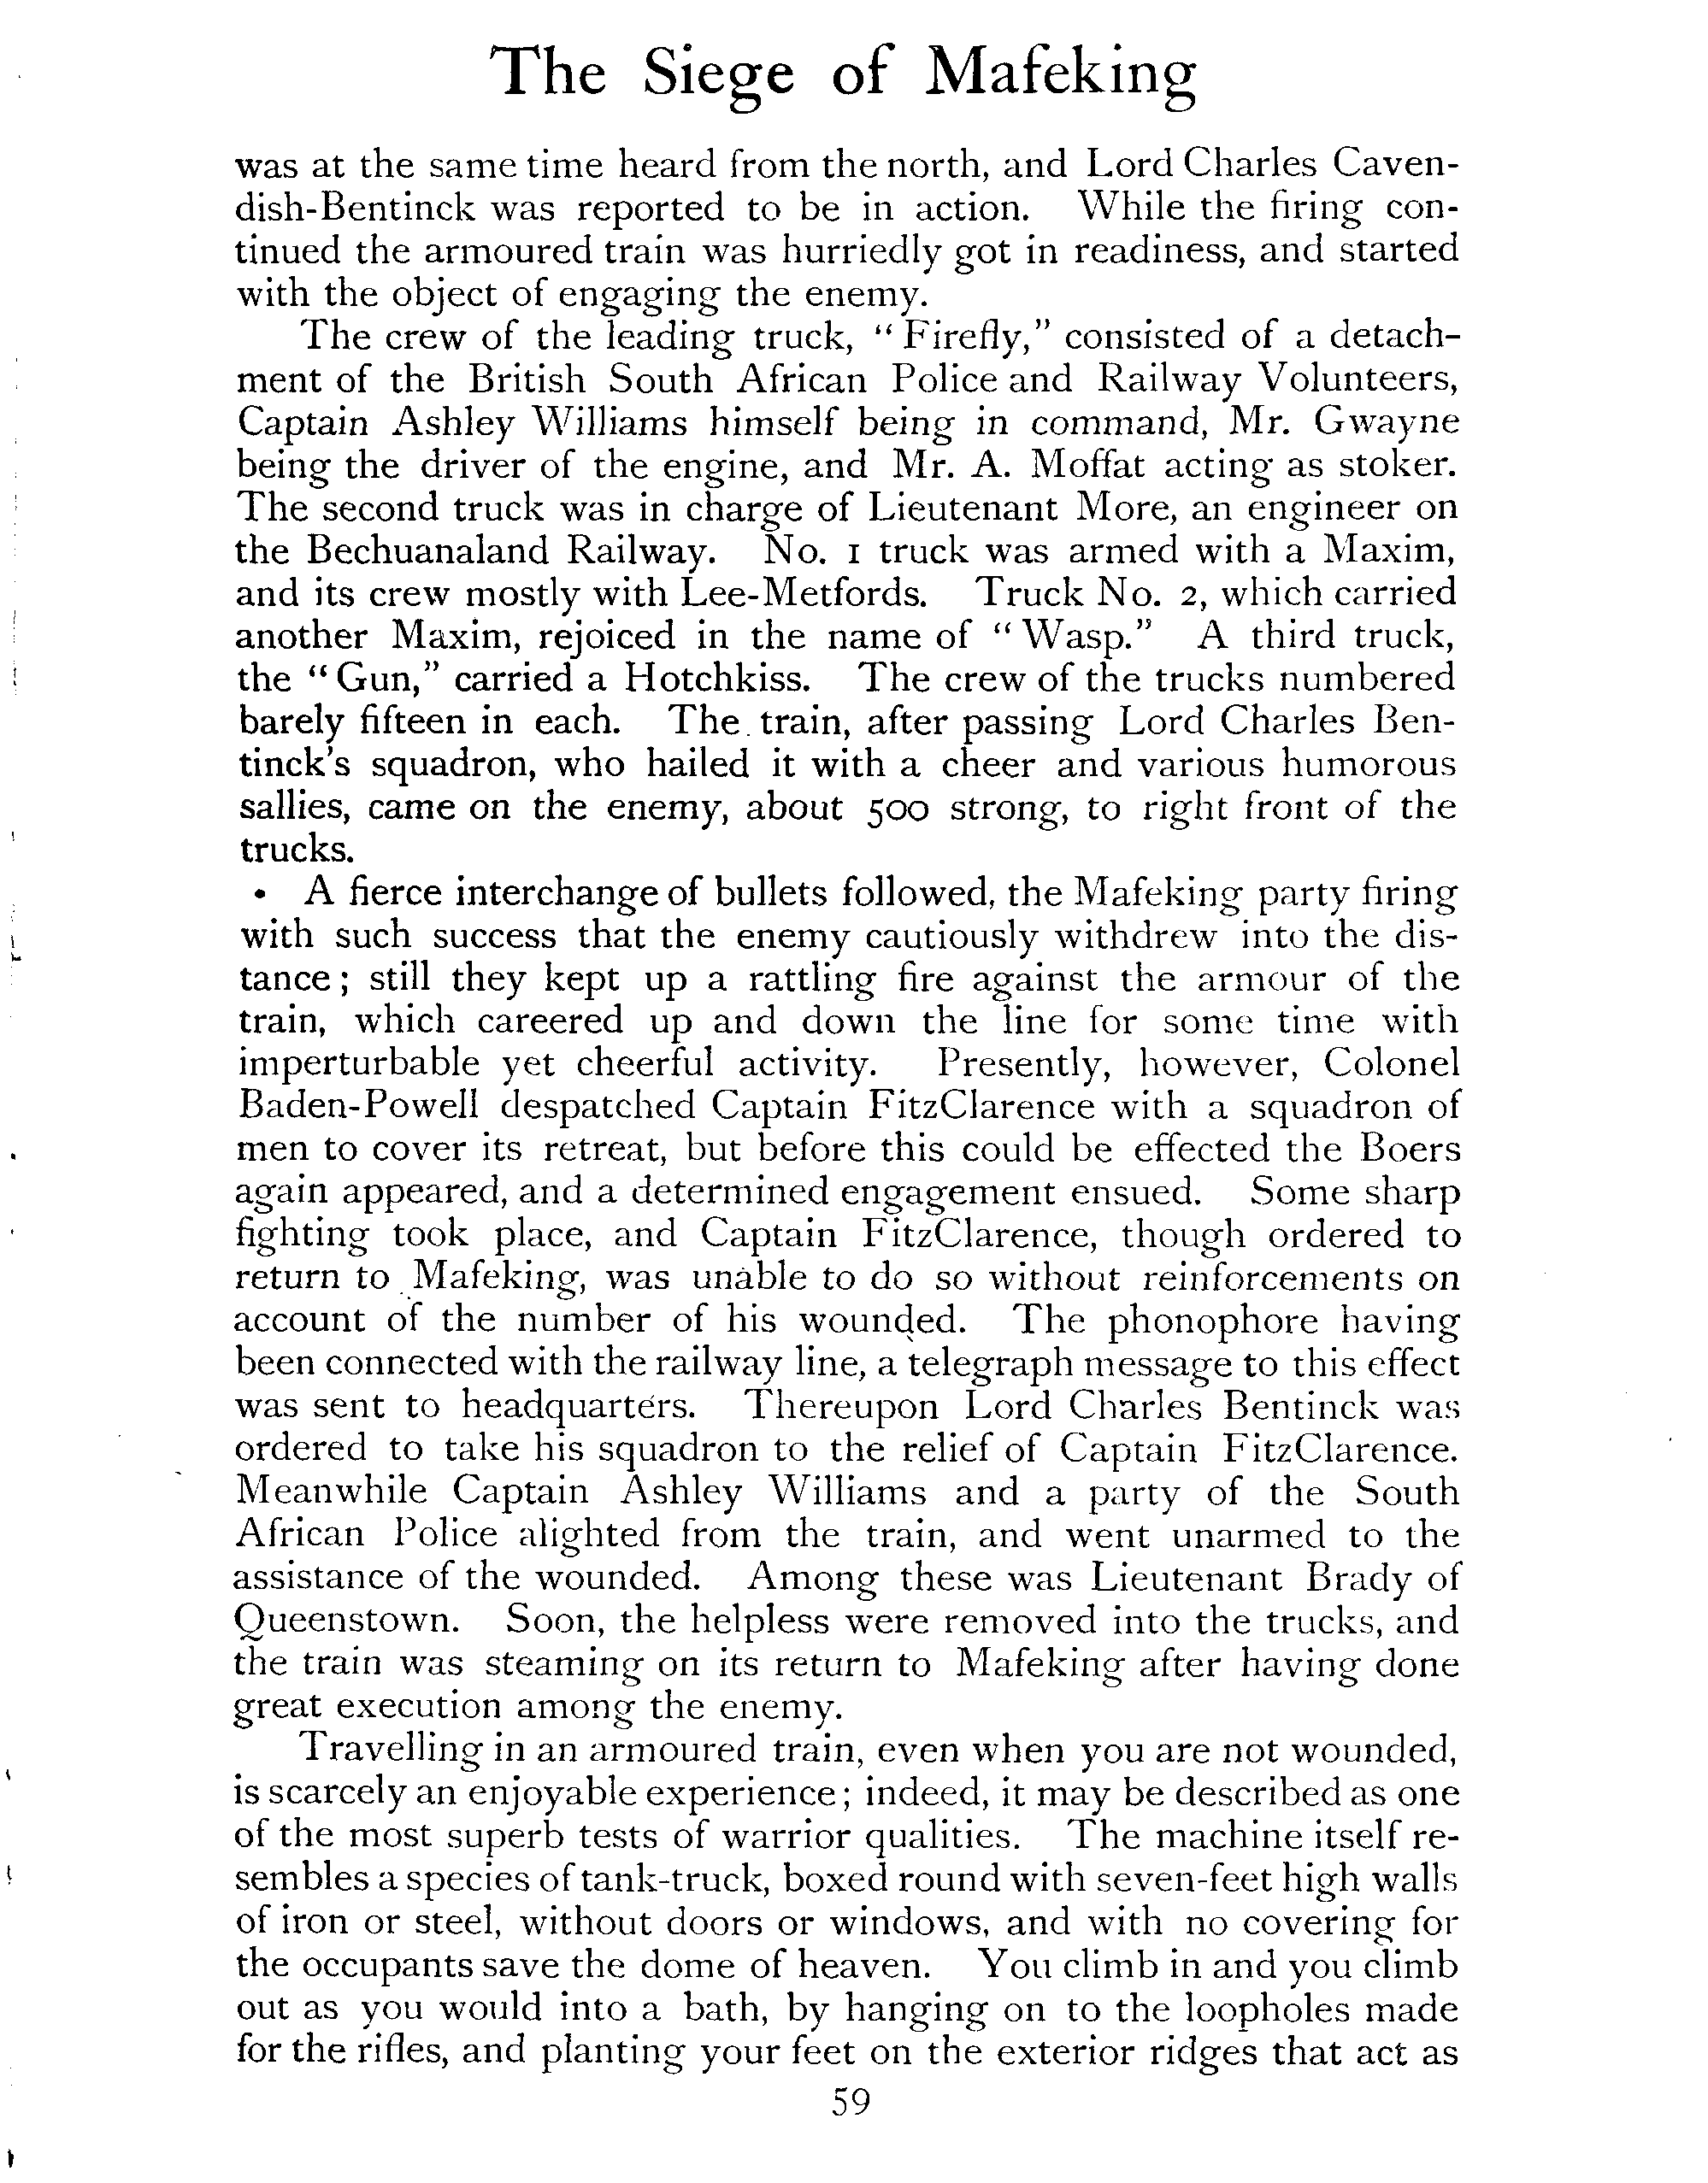 The Siege of Mafeking
was at the same time heard from the north, and Lord Charles Caven-
dish-Bentinck was reported to be in action. While the firing con-
tinued the armoured train was hurriedly got in readiness, and started
with the object of engaging the enemy.
The crew of the leading truck, "Firefly," consisted of a detach-
ment of the British South African Police and Railway Volunteers,
Captain Ashley Williams himself being in command, Mr. Gwayne
being the driver of the engine, and Mr. A. Moffat acting as stoker.
The second truck was in charge of Lieutenant More, an engineer on
the Bechuanaland Railway. No. 1 truck was armed with a Maxim,
and its crew mostly with Lee-Metfords. Truck No. 2, which carried
another Maxim, rejoiced in the name of "Wasp." A third truck,
the "Gun," carried a Hotchkiss. The crew of the trucks numbered
barely fifteen in each. The train, after passing Lord Charles Ben-
tinck's squadron, who hailed it with a cheer and various humorous
sallies, came on the enemy, about 500 strong, to right front of the
trucks.
A fierce interchange of bullets followed, the Mafeking party firing
with such success that the enemy cautiously withdrew into the dis-
tance; still they kept up a rattling fire against the armour of the
train, which careered up and down the line for some time with
imperturbable yet cheerful activity. Presently, however, Colonel
Baden-Powell despatched Captain FitzClarence with a squadron of
men to cover its retreat, but before this could be effected the Boers
again appeared, and a determined engagement ensued. Some sharp
fighting took place, and Captain FitzClarence, though ordered to
return to Mafeking, was unable to do so without reinforcements on
account of the number of his wounded. The phonophore having
been connected with the railway line, a telegraph message to this effect
was sent to headquarters. Thereupon Lord Charles Bentinck was
ordered to take his squadron to the relief of Captain FitzClarence.
Meanwhile Captain Ashley Williams and a party of the South
African Police alighted from the train, and went unarmed to the
assistance of the wounded. Among these was Lieutenant Brady of
Queenstown. Soon, the helpless were removed into the trucks, and
the train was steaming on its return to Mafeking after having done
great execution among the enemy.
Travelling in an armoured train, even when you are not wounded,
is scarcely an enjoyable experience; indeed, it may be described as one
of the most superb tests of warrior qualities. The machine itself re-
sembles a species of tank-truck, boxed round with seven-feet high walls
of iron or steel, without doors or windows, and with no covering for
the occupants save the dome of heaven. You climb in and you climb
out as you would into a bath, by hanging on to the loopholes made
for the rifles, and planting your feet on the exterior ridges that act as
59